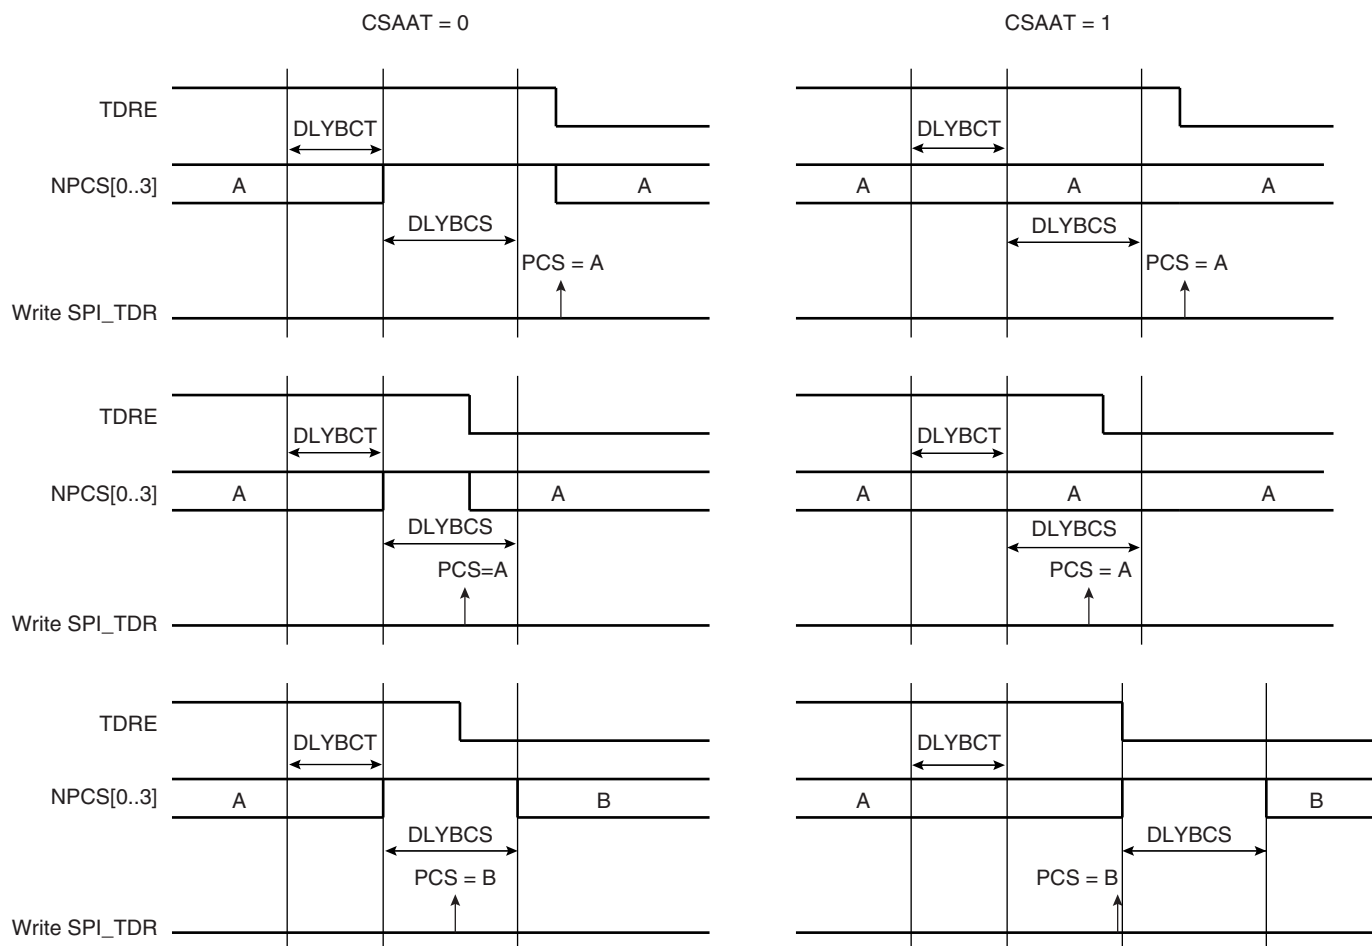 CSAAT = 0 CSAAT = 1
TDRE
DLYBCT DLYBCT
NPCS[0..3] A A A A A
DLYBCS DLYBCS
PCS = A PCS = A
Write SPI_TDR
TDRE
DLYBCT DLYBCT
NPCS[0..3] A A A A A
DLYBCS DLYBCS
PCS=A PCS = A
Write SPI_TDR
TDRE
DLYBCT DLYBCT
NPCS[0..3] A B A B
DLYBCS DLYBCS
PCS = B PCS = B
Write SPI_TDR